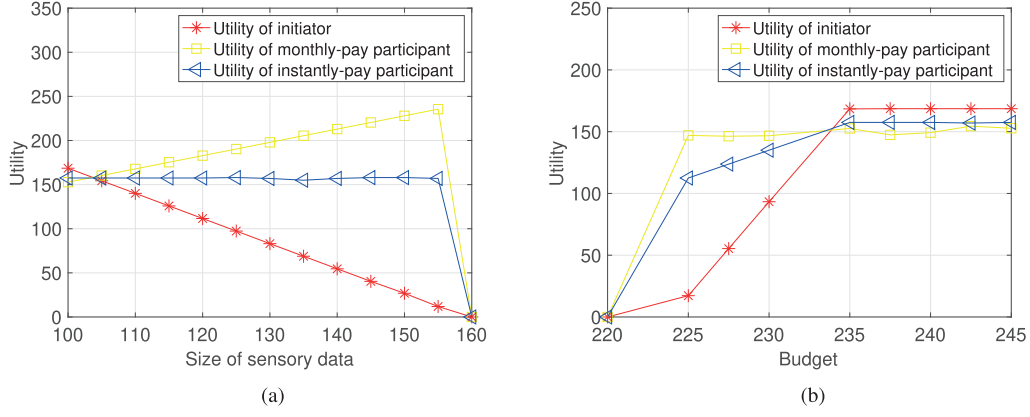 350
300
250
200
150
100
50
0
Utility
Utility of initiator
Utility of monthly-pay participant
Utility of instantly-pay participant
100 110 120 130 140 150 160
Size of sensory data
(a)
250
200
150
100
50
0
Utility
Utility of initiator
Utility of monthly-pay participant
Utility of instantly-pay participant
220 225 230 235 240 245
Budget
(b)